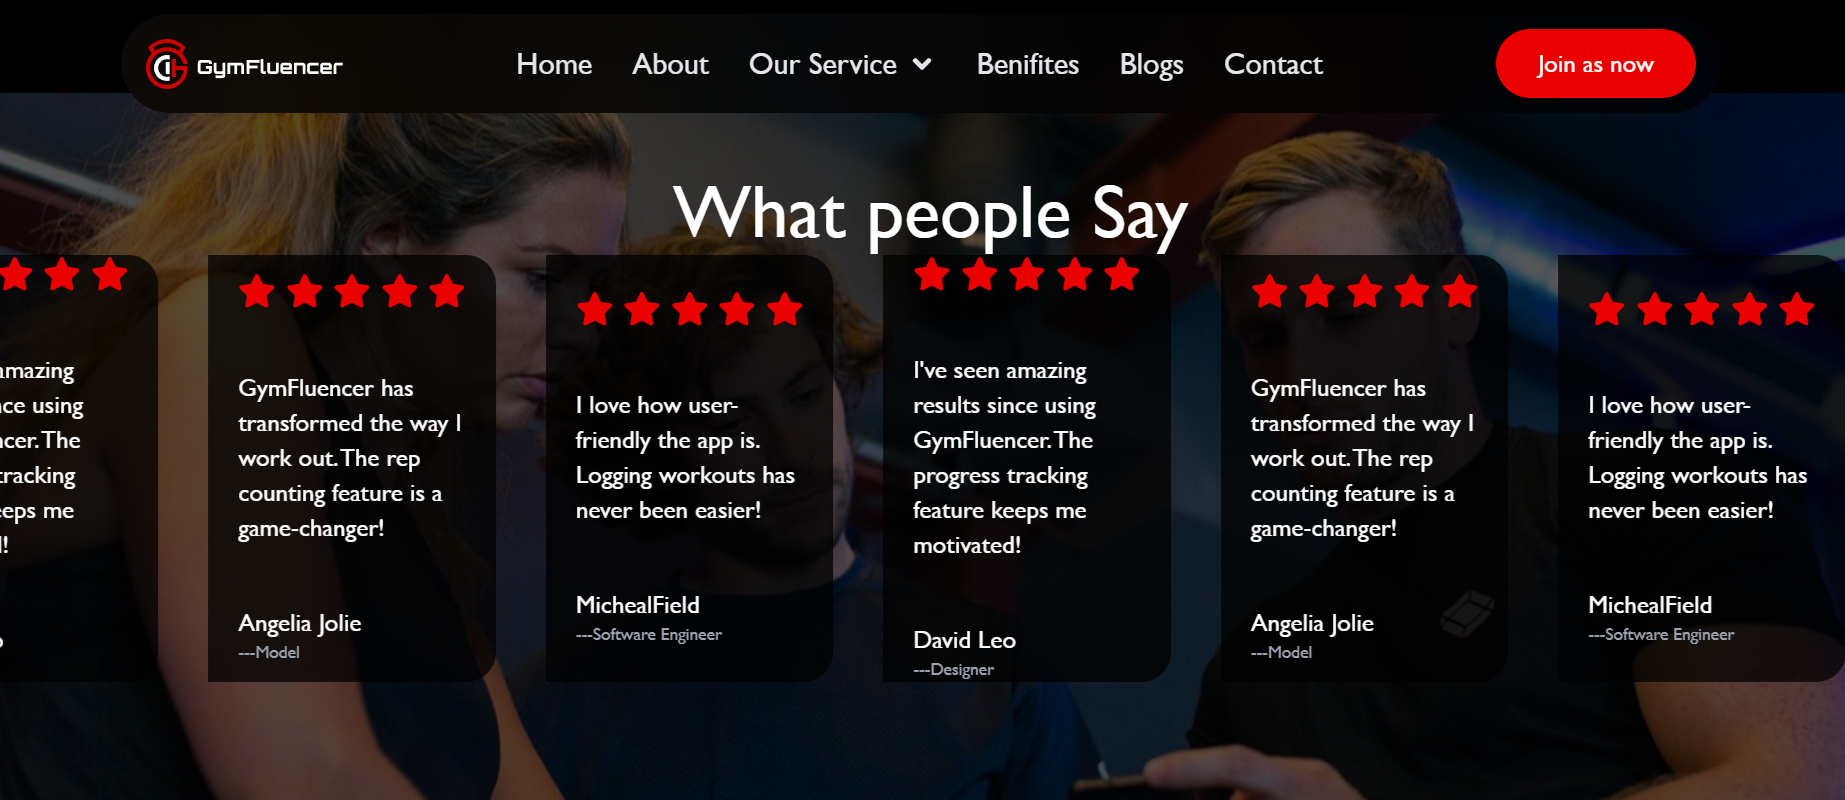 GymFluencer
Home
About
Our Service
Benifites
Blogs
Contact
Join as now
What people Say
amazing
using
The
tracking
me
GymFluencer has
transformed the way I
work out. The rep
counting feature is a
game-changer!
Angelia Jolie
---Model
I love how user-
friendly the app is.
Logging workouts has
never been easier!
MichealField
---Software Engineer
I've seen amazing
results since using
GymFluencer. The
progress tracking
feature keeps me
motivated!
David Leo
---Designer
GymFluencer has
transformed the way I
work out. The rep
counting feature is a
game-changer!
Angelia Jolie
---Model
I love how user-
friendly the app is.
Logging workouts has
never been easier!
MichealField
---Software Engineer